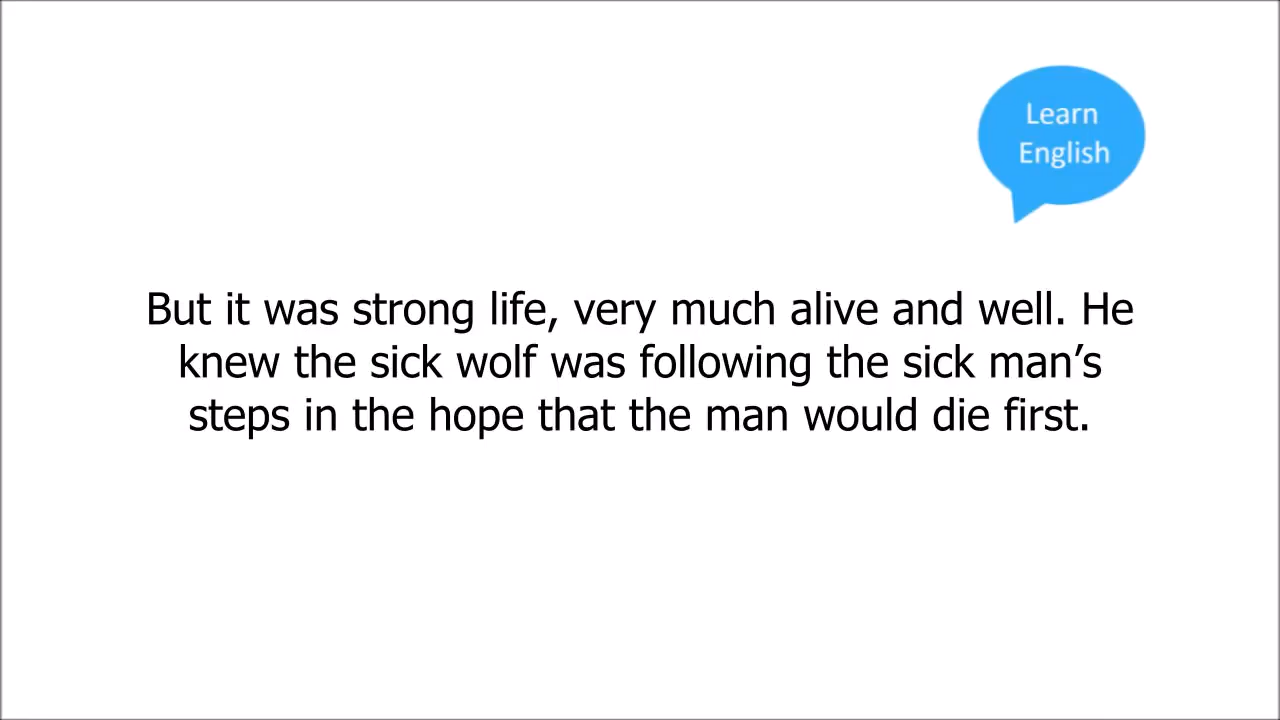 Learn
English
But it was strong life, very much alive and well. He
knew the sick wolf was following the sick man’s
steps in the hope that the man would die first.